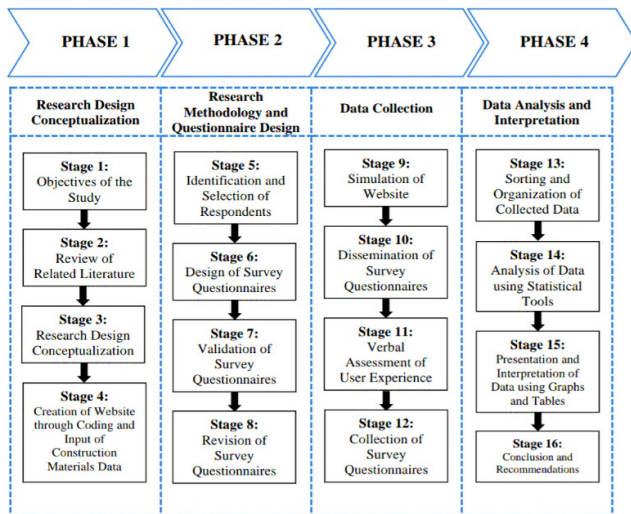 PHASE 1
PHASE 2
PHASE 3
PHASE 4
Research Design
Conceptualization
Stage 1:
Objectives of the
Study
Stage 2:
Review of
Related Literature
Stage 3:
Research Design
Conceptualization
Stage 4:
Creation of Website
through Coding and
Input of
Construction
Materials Data
Research
Methodology and
Questionnaire Design
Stage 5:
Identification and
Selection of
Respondents
Stage 6:
Design of Survey
Questionnaires
Stage 7:
Validation of
Survey
Questionnaires
Stage 8:
Revision of
Survey
Questionnaires
Data Collection
Stage 9:
Simulation of
Website
Stage 10:
Dissemination of
Survey
Questionnaires
Stage 11:
Verbal
Assessment of
User Experience
Stage 12:
Collection of
Survey
Questionnaires
Data Analysis and
Interpretation
Stage 13:
Sorting and
Organization of
Collected Data
Stage 14:
Analysis of Data
using Statistical
Tools
Stage 15:
Presentation and
Interpretation of
Data using Graphs
and Tables
Stage 16:
Conclusion and
Recommendations